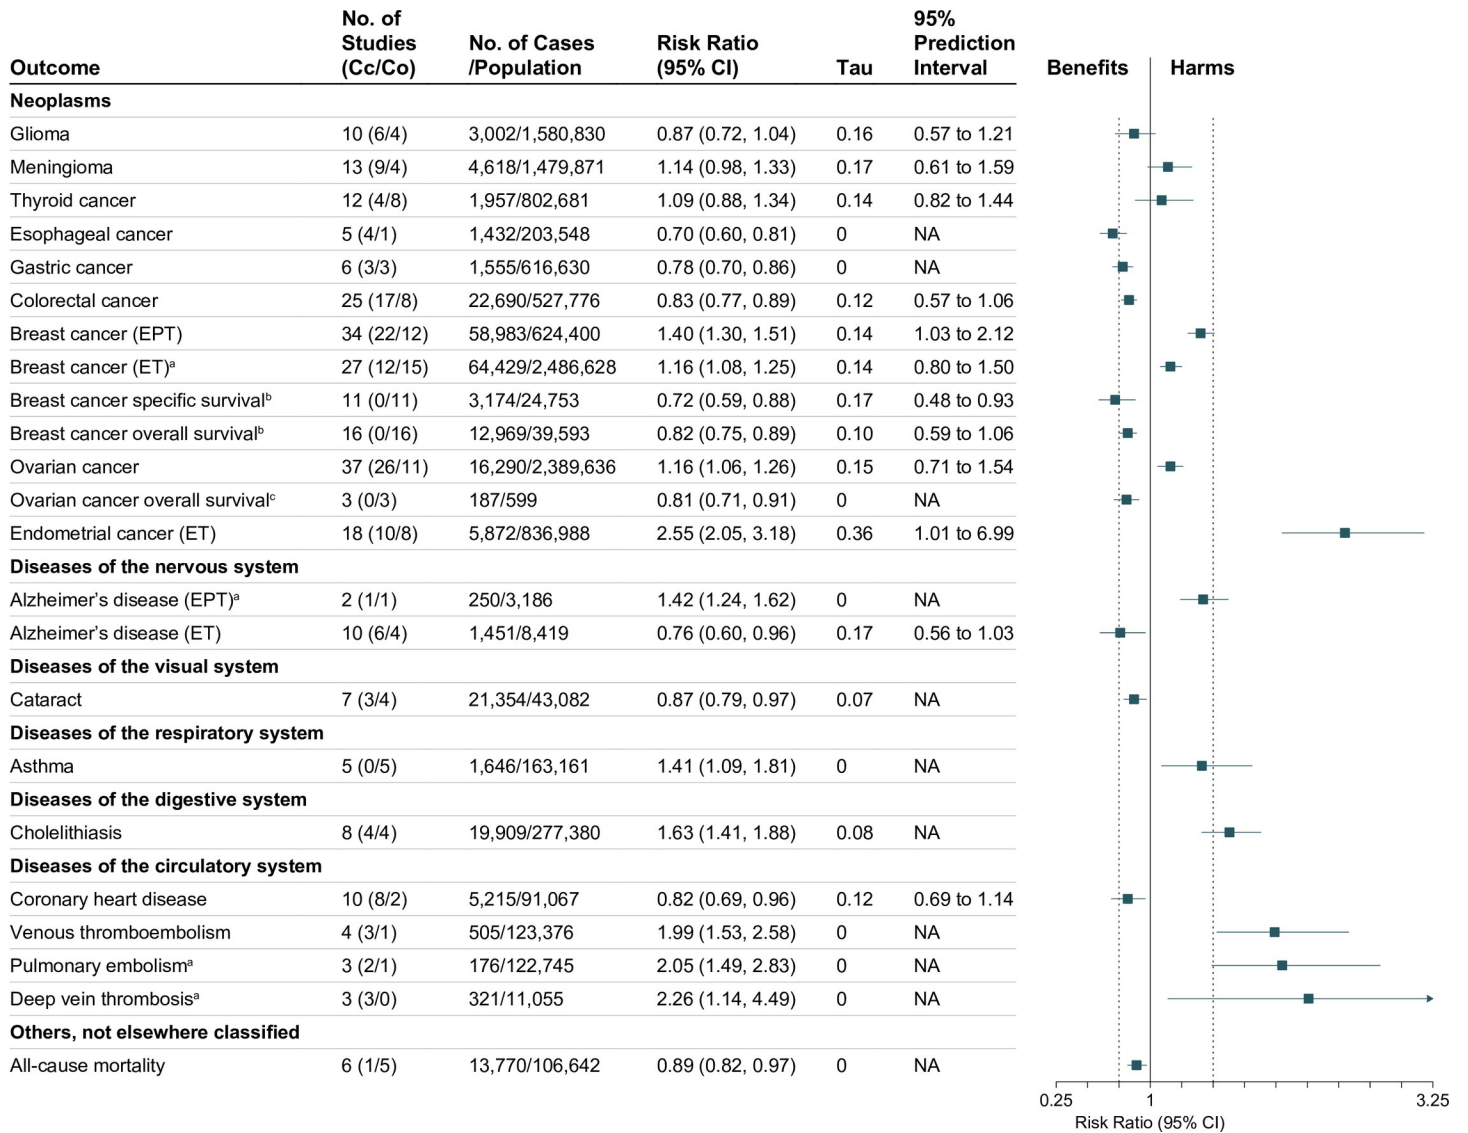 Outcome No. of Studies (Cc/Co) No. of Cases /Population Risk Ratio (95% CI) Tau 95% Prediction Interval Benefits Harms
Neoplasms
Glioma 10 (6/4) 3,002/1,580,830 0.87 (0.72, 1.04) 0.16 0.57 to 1.21
Meningioma 13 (9/4) 4,618/1,479,871 1.14 (0.98, 1.33) 0.17 0.61 to 1.59
Thyroid cancer 12 (4/8) 1,957/802,681 1.09 (0.88, 1.34) 0.14 0.82 to 1.44
Esophageal cancer 5 (4/1) 1,432/203,548 0.70 (0.60, 0.81) 0 NA
Gastric cancer 6 (3/3) 1,555/616,630 0.78 (0.70, 0.86) 0 NA
Colorectal cancer 25 (17/8) 22,690/527,776 0.83 (0.77, 0.89) 0.12 0.57 to 1.06
Breast cancer (EPT) 34 (22/12) 58,983/624,400 1.40 (1.30, 1.51) 0.14 1.03 to 2.12
Breast cancer (ET)ᵃ 27 (12/15) 64,429/2,486,628 1.16 (1.08, 1.25) 0.14 0.80 to 1.50
Breast cancer specific survivalᵇ 11 (0/11) 3,174/24,753 0.72 (0.59, 0.88) 0.17 0.48 to 0.93
Breast cancer overall survivalᵇ 16 (0/16) 12,969/39,593 0.82 (0.75, 0.89) 0.10 0.59 to 1.06
Ovarian cancer 37 (26/11) 16,290/2,389,636 1.16 (1.06, 1.26) 0.15 0.71 to 1.54
Ovarian cancer overall survivalᶜ 3 (0/3) 187/599 0.81 (0.71, 0.91) 0 NA
Endometrial cancer (ET) 18 (10/8) 5,872/836,988 2.55 (2.05, 3.18) 0.36 1.01 to 6.99
Diseases of the nervous system
Alzheimer's disease (EPT)ᵃ 2 (1/1) 250/3,186 1.42 (1.24, 1.62) 0 NA
Alzheimer's disease (ET) 10 (6/4) 1,451/8,419 0.76 (0.60, 0.96) 0.17 0.56 to 1.03
Diseases of the visual system
Cataract 7 (3/4) 21,354/43,082 0.87 (0.79, 0.97) 0.07 NA
Diseases of the respiratory system
Asthma 5 (0/5) 1,646/163,161 1.41 (1.09, 1.81) 0 NA
Diseases of the digestive system
Cholelithiasis 8 (4/4) 19,909/277,380 1.63 (1.41, 1.88) 0.08 NA
Diseases of the circulatory system
Coronary heart disease 10 (8/2) 5,215/91,067 0.82 (0.69, 0.96) 0.12 0.69 to 1.14
Venous thromboembolism 4 (3/1) 505/123,376 1.99 (1.53, 2.58) 0 NA
Pulmonary embolismᵃ 3 (2/1) 176/122,745 2.05 (1.49, 2.83) 0 NA
Deep vein thrombosisᵃ 3 (3/0) 321/11,055 2.26 (1.14, 4.49) 0 NA
Others, not elsewhere classified
All-cause mortality 6 (1/5) 13,770/106,642 0.89 (0.82, 0.97) 0 NA
0.25 1 3.25
Risk Ratio (95% CI)